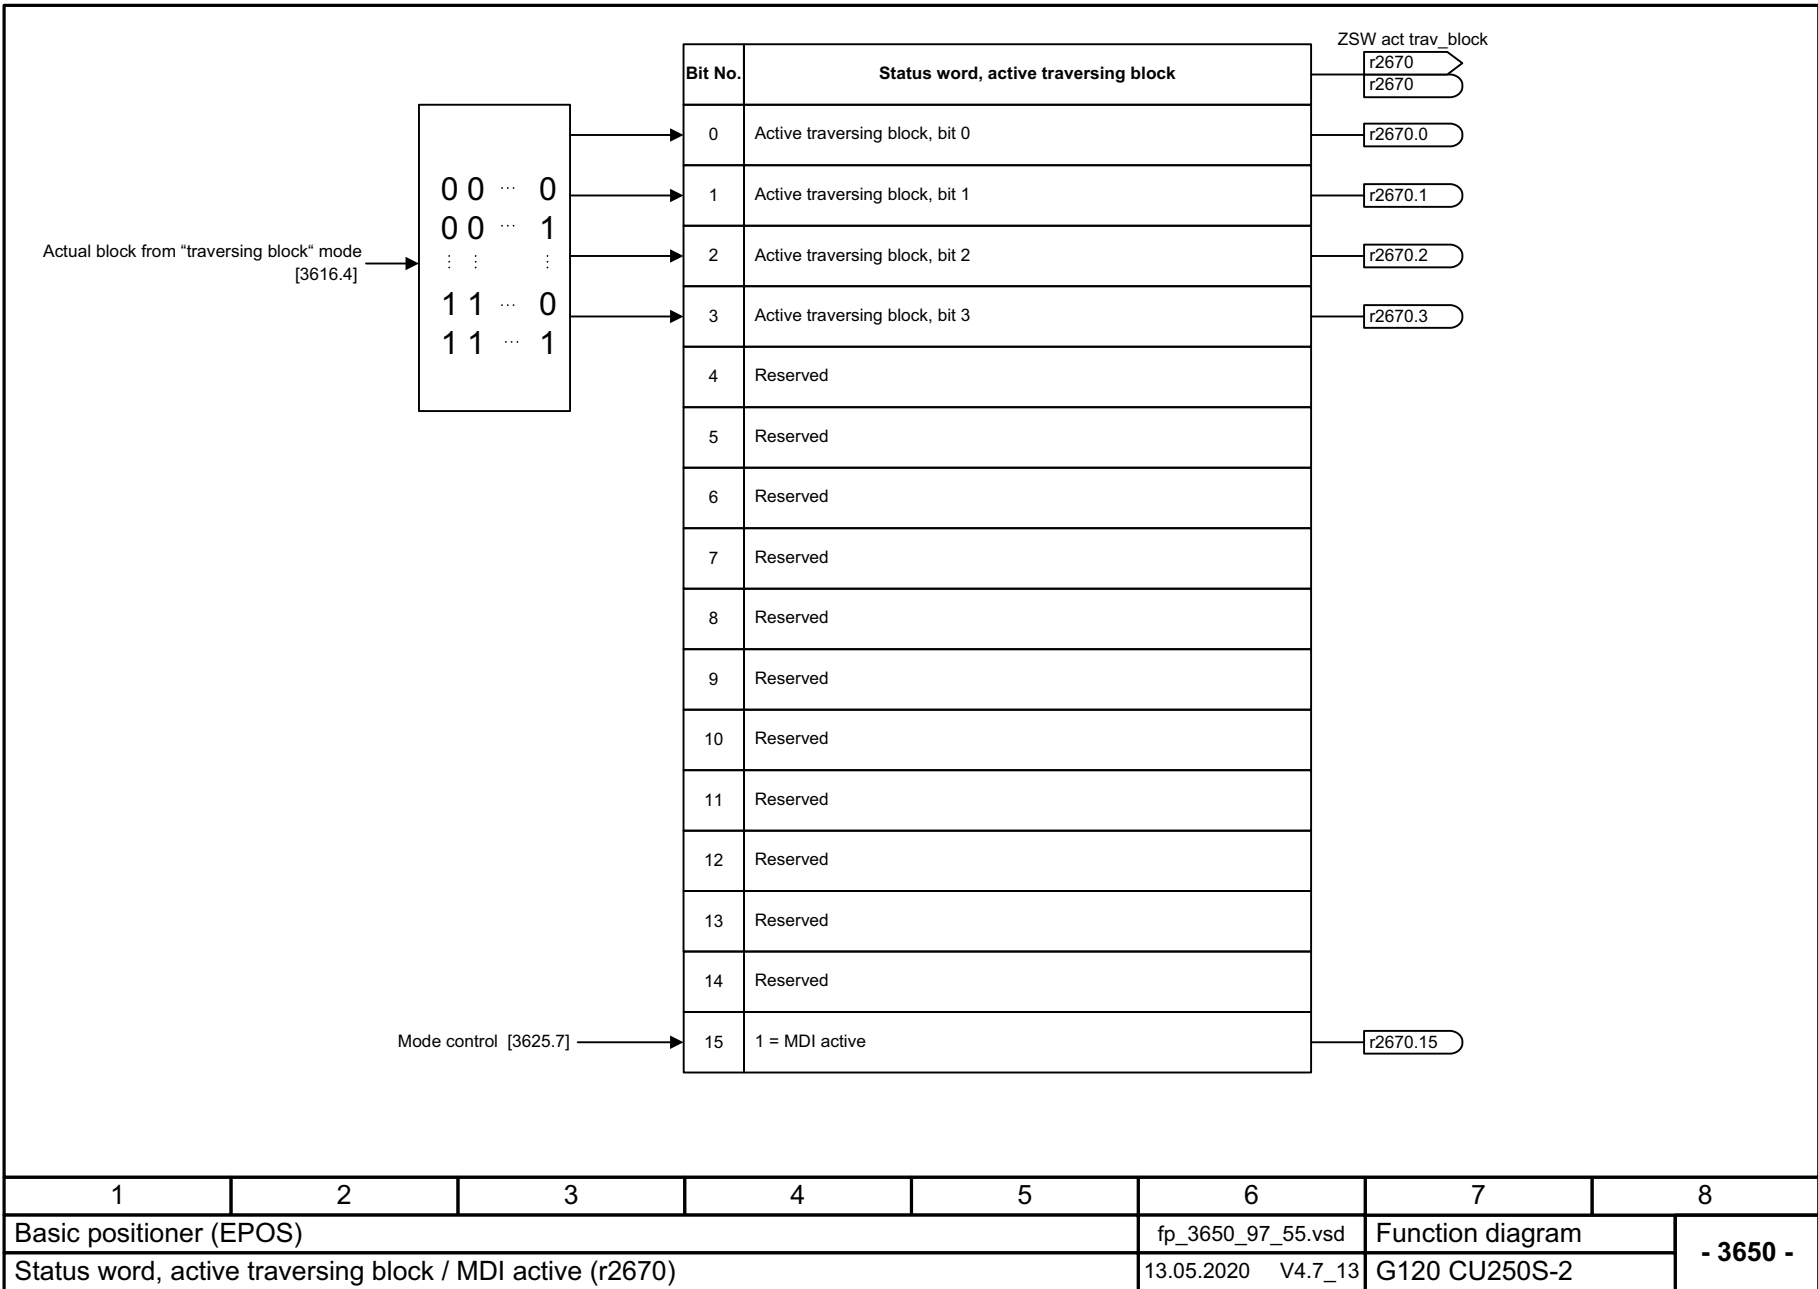 ZSW act trav_block
Bit No. Status word, active traversing block r2670
r2670
0 Active traversing block, bit 0 r2670.0
0 0 ... 0 1 Active traversing block, bit 1 r2670.1
0 0 ... 1
Actual block from “traversing block“ mode
[3616.4]
⋮ ⋮ ⋮ 2 Active traversing block, bit 2 r2670.2
1 1 ... 0 3 Active traversing block, bit 3 r2670.3
1 1 ... 1
4 Reserved
5 Reserved
6 Reserved
7 Reserved
8 Reserved
9 Reserved
10 Reserved
11 Reserved
12 Reserved
13 Reserved
14 Reserved
Mode control [3625.7] 15 1 = MDI active r2670.15
1 2 3 4 5 6 7 8
Basic positioner (EPOS) fp_3650_97_55.vsd Function diagram - 3650 -
Status word, active traversing block / MDI active (r2670) 13.05.2020 V4.7_13 G120 CU250S-2